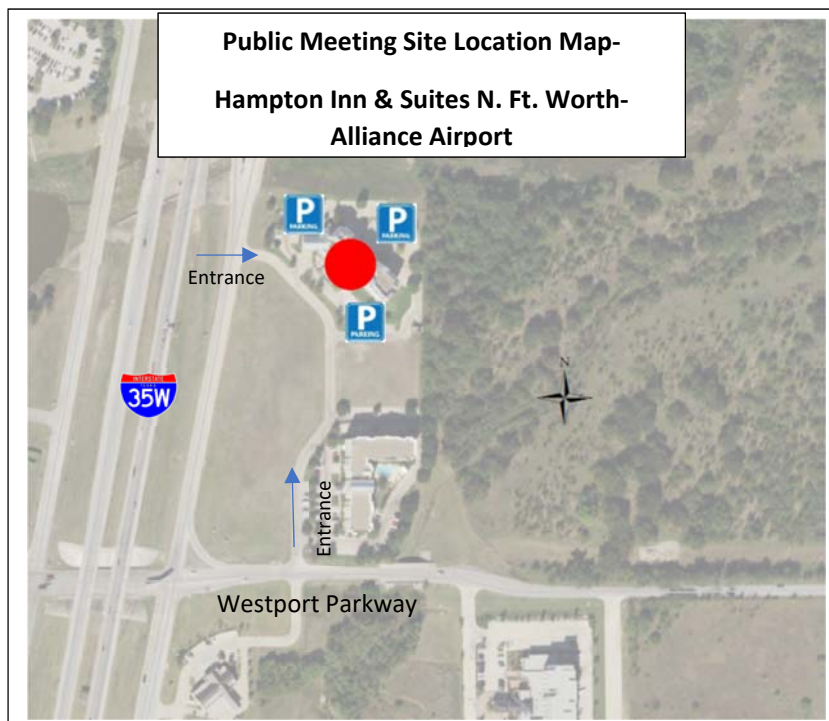 Public Meeting Site Location Map-
Hampton Inn & Suites N. Ft. Worth-
Alliance Airport
P
PARKING
P
PARKING
Entrance
P
PARKING
N
INTERSTATE
TEXAS
35W
Entrance
Westport Parkway